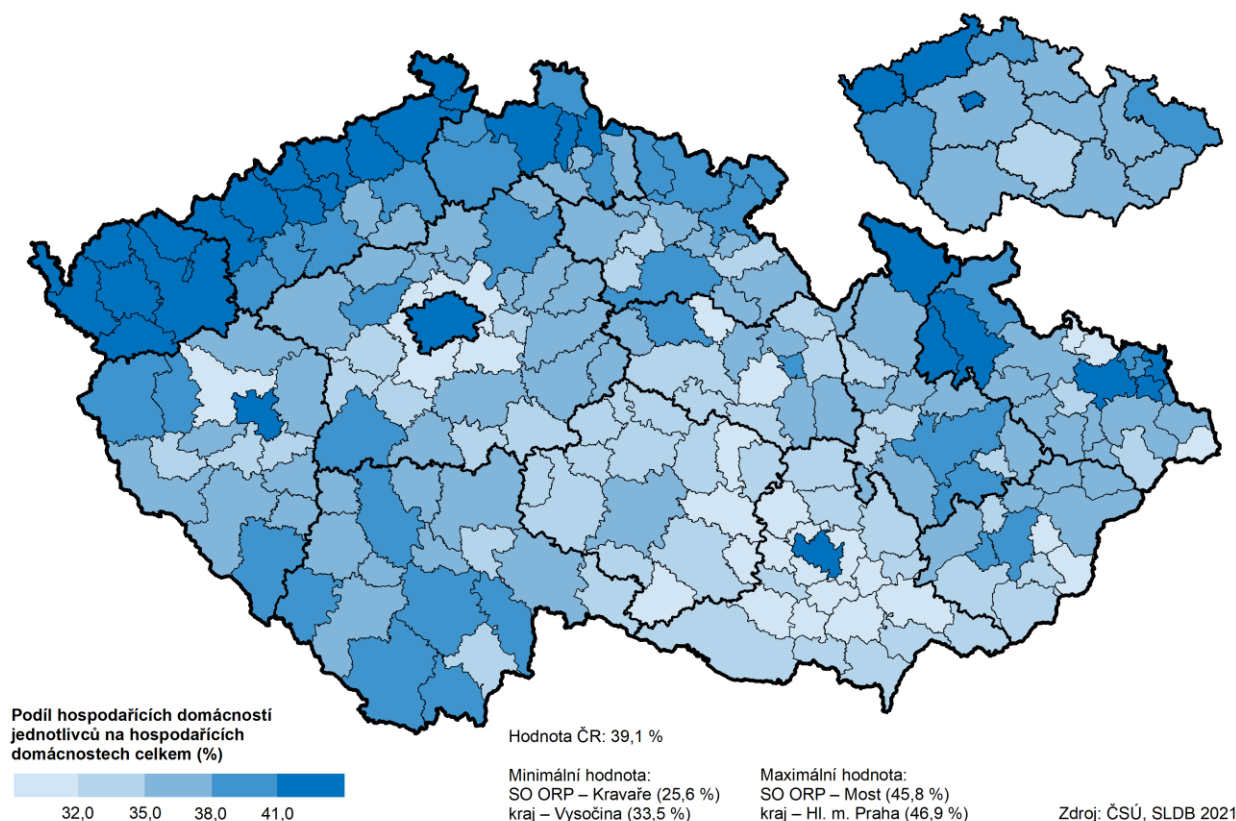 Podíl hospodařících domácností
jednotlivců na hospodařících
domácnostech celkem (%)
32,0 35,0 38,0 41,0
Hodnota ČR: 39,1 %
Minimální hodnota:
SO ORP – Kravaře (25,6 %)
kraj – Vysočina (33,5 %)
Maximální hodnota:
SO ORP – Most (45,8 %)
kraj – Hl. m. Praha (46,9 %)
Zdroj: ČSÚ, SLDB 2021